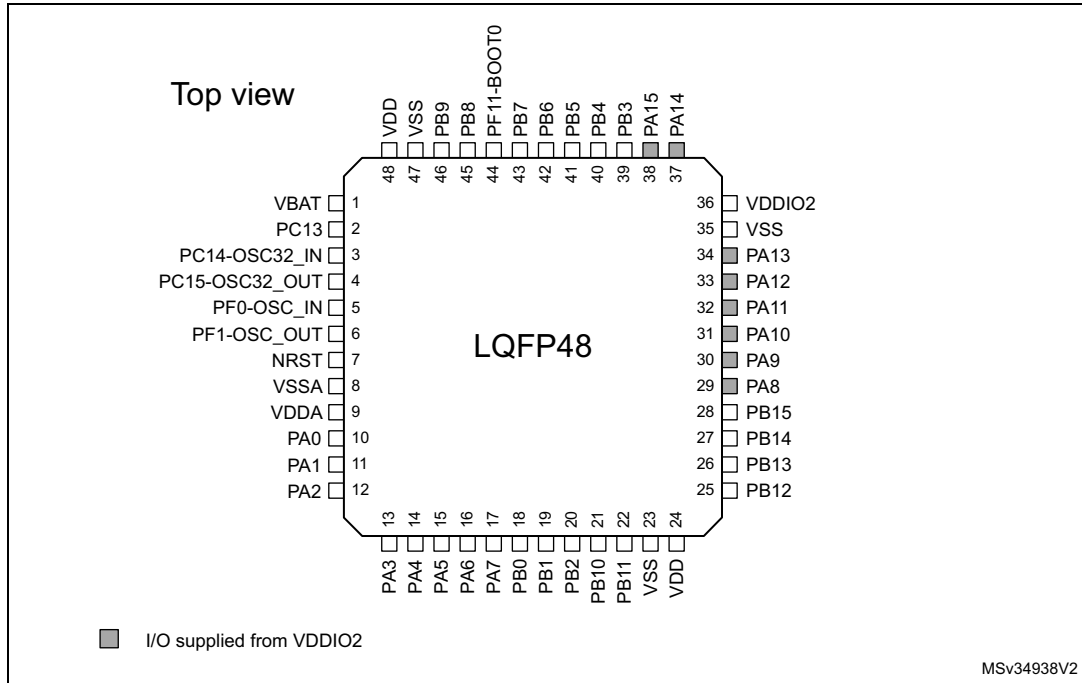 Top view
VDD
VSS
PB9
PB8
PF11-BOOT0
PB7
PB6
PB5
PB4
PB3
PA15
PA14
48
47
46
45
44
43
42
41
40
39
38
37
VBAT 1
PC13 2
PC14-OSC32_IN 3
PC15-OSC32_OUT 4
PF0-OSC_IN 5
PF1-OSC_OUT 6
NRST 7
VSSA 8
VDDA 9
PA0 10
PA1 11
PA2 12
LQFP48
36 VDDIO2
35 VSS
34 PA13
33 PA12
32 PA11
31 PA10
30 PA9
29 PA8
28 PB15
27 PB14
26 PB13
25 PB12
13
14
15
16
17
18
19
20
21
22
23
24
PA3
PA4
PA5
PA6
PA7
PB0
PB1
PB2
PB10
PB11
VSS
VDD
I/O supplied from VDDIO2
MSv34938V2